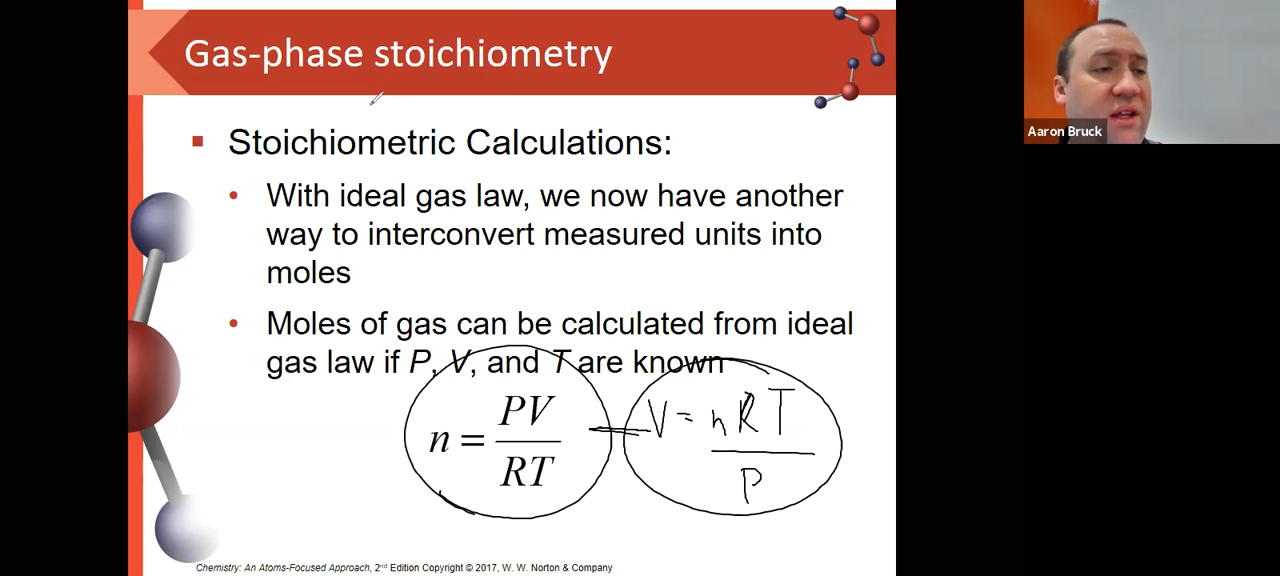 Gas-phase stoichiometry
Aaron Bruck
▪ Stoichiometric Calculations:
• With ideal gas law, we now have another
way to interconvert measured units into
moles
• Moles of gas can be calculated from ideal
gas law if P, V, and T are known
n = PV / RT
V = nRT / P
Chemistry: An Atoms-Focused Approach, 2nd Edition Copyright © 2017, W. W. Norton & Company